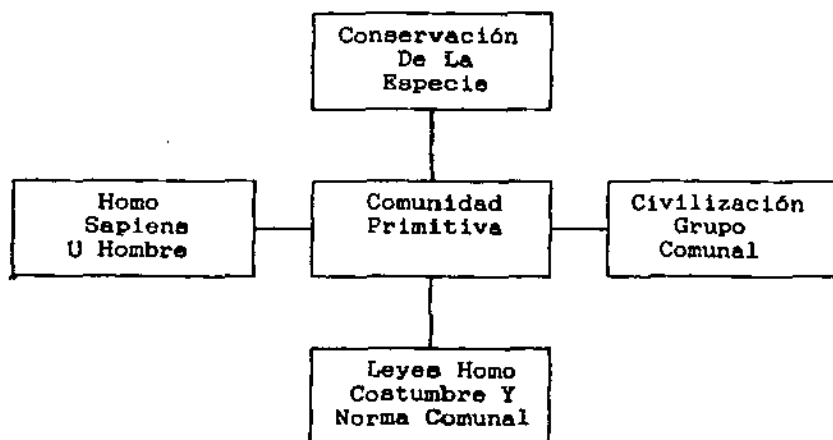 Conservación
De La
Especie
Homo
Sapiens
U Hombre
Comunidad
Primitiva
Civilización
Grupo
Comunal
Leyes Homo
Costumbre Y
Norma Comunal